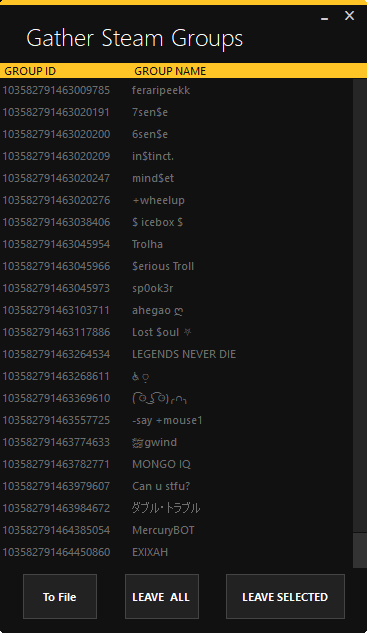 Gather Steam Groups
GROUP ID GROUP NAME
103582791463009785 feraripeekk
103582791463020191 7sen$e
103582791463020200 6sen$e
103582791463020209 in$tinct.
103582791463020247 mind$et
103582791463020276 +wheelup
103582791463038406 $ icebox $
103582791463045954 Trolha
103582791463045966 $erious Troll
103582791463045973 sp0ok3r
103582791463103711 ahegao ღ
103582791463117886 Lost $oul ⛧
103582791463264534 LEGENDS NEVER DIE
103582791463268611 ♿
103582791463369610 ( ͡ʘ ͜ʖ ͡ʘ)╭∩╮
103582791463557725 -say +mouse1
103582791463774633 gwind
103582791463782771 MONGO IQ
103582791463979607 Can u stfu?
103582791463984672 ダブル・トラブル
103582791464385054 MercuryBOT
103582791464450860 EXIXAH
To File LEAVE ALL LEAVE SELECTED